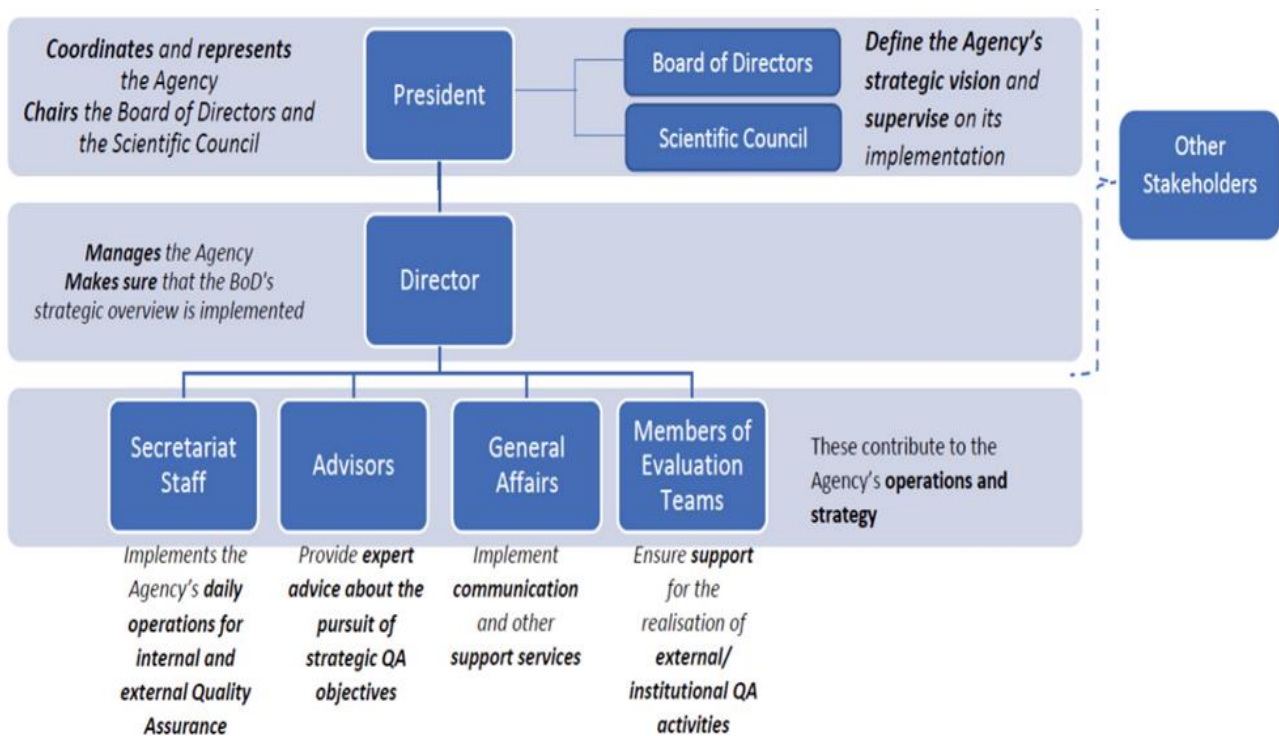 Coordinates and represents
the Agency
Chairs the Board of Directors and
the Scientific Council
President
Board of Directors
Scientific Council
Define the Agency's
strategic vision and
supervise on its
implementation
Other
Stakeholders
Manages the Agency
Makes sure that the BoD's
strategic overview is implemented
Director
Secretariat
Staff
Advisors
General
Affairs
Members of
Evaluation
Teams
These contribute to the
Agency's operations and
strategy
Implements the
Agency's daily
operations for
internal and
external Quality
Assurance
Provide expert
advice about the
pursuit of
strategic QA
objectives
Implement
communication
and other
support services
Ensure support
for the
realisation of
external/
institutional QA
activities